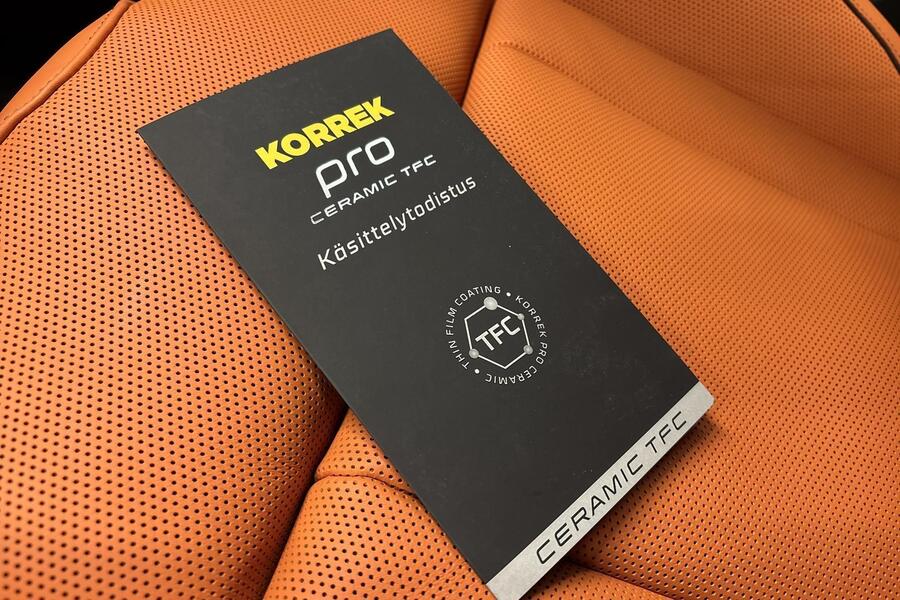 KORREK
pro
CERAMIC TFC
Käsittelytodistus
THIN FILM COATING • KORREK PRO CERAMIC •
TFC
CERAMIC TFC